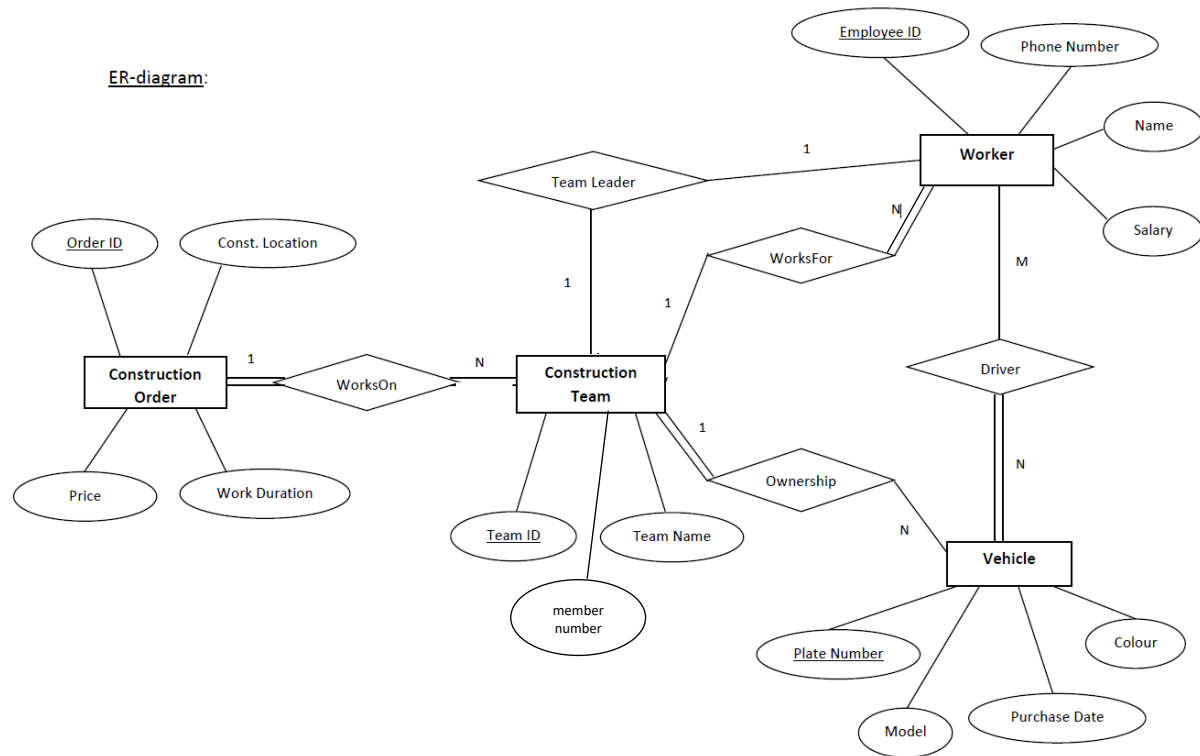 ER-diagram:
Employee ID
Phone Number
Name
Worker
Salary
1
Team Leader
N
WorksFor
M
Order ID
Const. Location
1
1
Construction
Order
1
WorksOn
N
Construction
Team
Driver
1
Price
Work Duration
Ownership
N
N
Team ID
Team Name
Vehicle
member
number
Plate Number
Colour
Model
Purchase Date